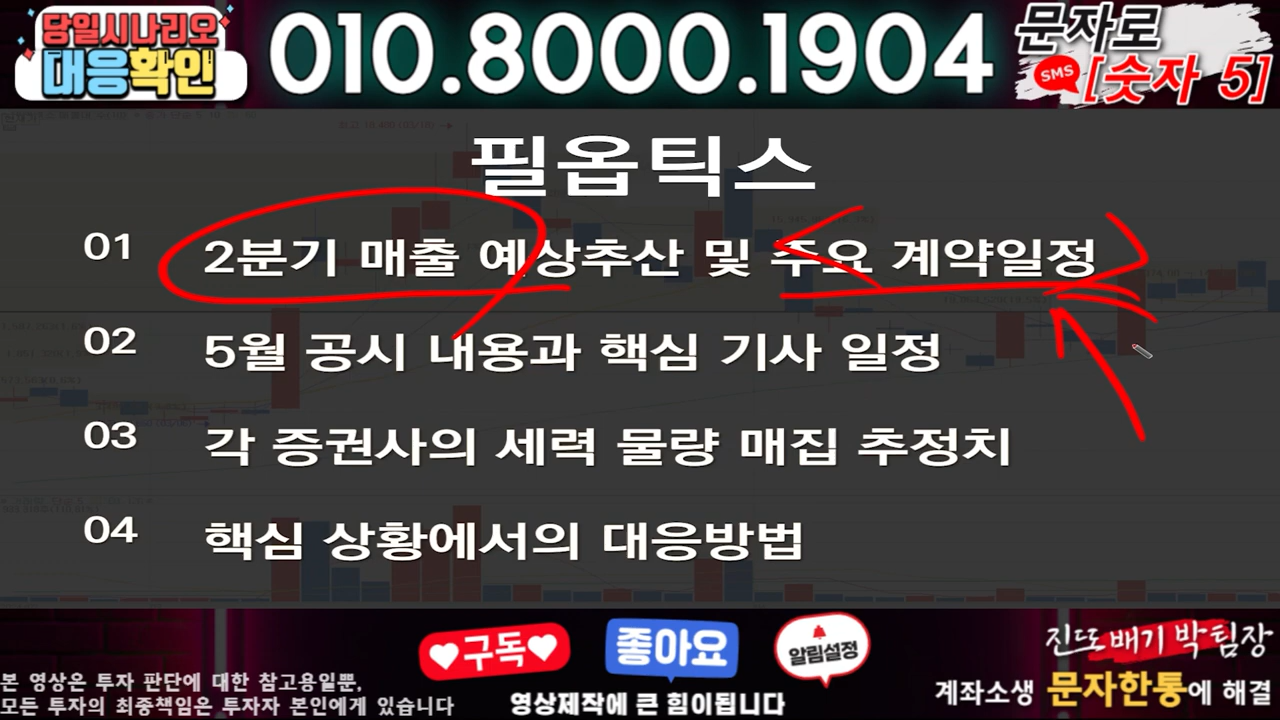 당일시나리오
대응확인
010.8000.1904
문자로
SMS [숫자 5]
필옵틱스
01 2분기 매출 예상추산 및 주요 계약일정
02 5월 공시 내용과 핵심 기사 일정
03 각 증권사의 세력 물량 매집 추정치
04 핵심 상황에서의 대응방법
구독
좋아요
알림설정
본 영상은 투자 판단에 대한 참고용일뿐,
모든 투자의 최종책임은 투자자 본인에게 있습니다
영상제작에 큰 힘이됩니다
진또배기 박팀장
계좌소생 문자한통에 해결